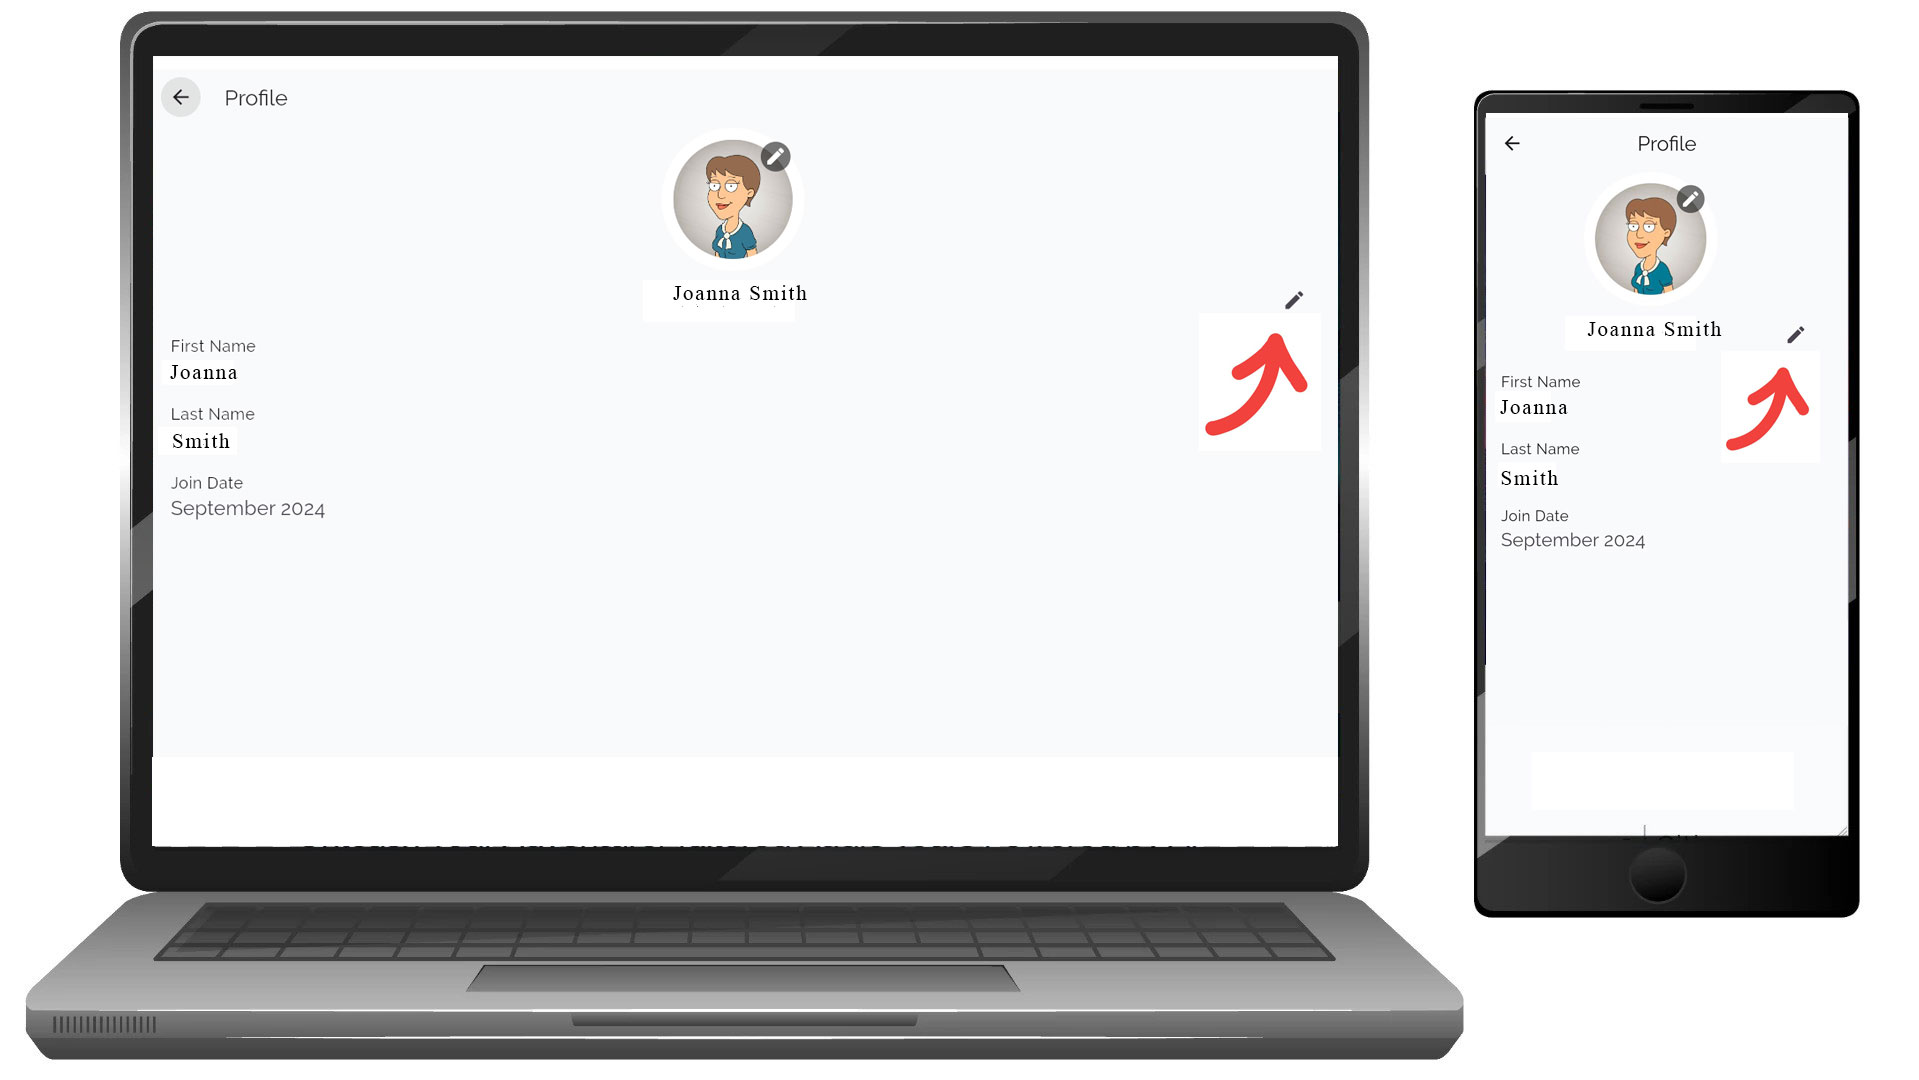 Profile
Joanna Smith
First Name
Joanna
Last Name
Smith
Join Date
September 2024
Profile
Joanna Smith
First Name
Joanna
Last Name
Smith
Join Date
September 2024